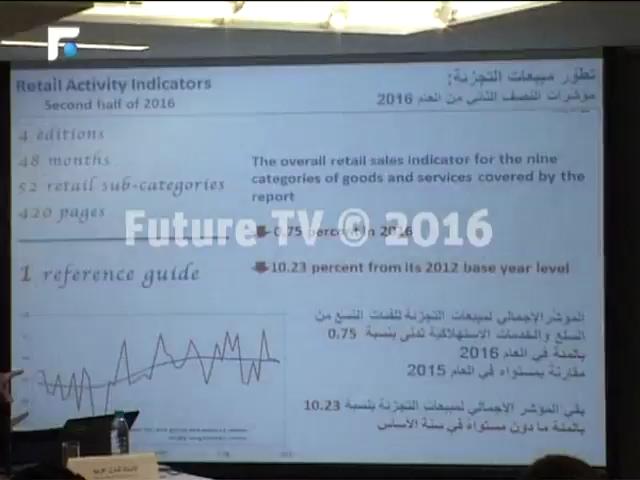 Retail Activity Indicators
Second half of 2016
تطور مبيعات التجزئة:
مؤشرات النصف الثاني من العام 2016
4 editions
48 months
52 retail sub-categories
420 pages
1 reference guide
The overall retail sales indicator for the nine
categories of goods and services covered by the
report
0.75 percent in 2016
10.23 percent from its 2012 base year level
Future TV © 2016
المؤشر الإجمالي لمبيعات التجزئة للفئات التسع من
السلع والخدمات الاستهلاكية تدنى بنسبة 0.75
بالمئة في العام 2016
مقارنة بمستواه في العام 2015
بقي المؤشر الاجمالي لمبيعات التجزئة بنسبة 10.23
بالمئة ما دون مستواه في سنة الأساس